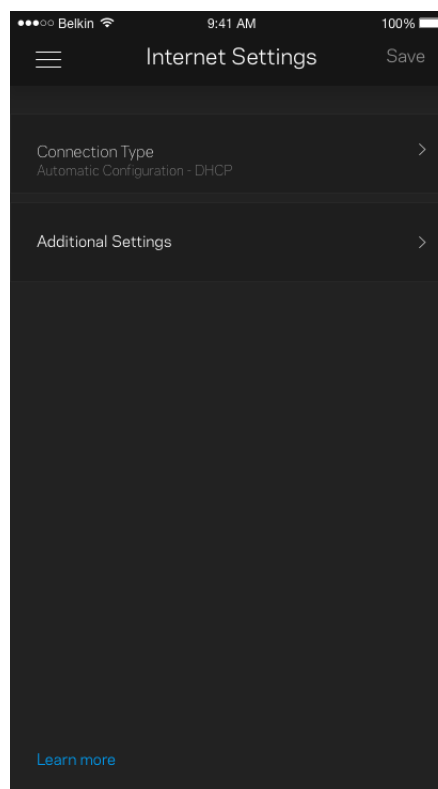 ●●●○○ Belkin 9:41 AM 100%
Internet Settings Save
Connection Type
Automatic Configuration - DHCP
Additional Settings
Learn more